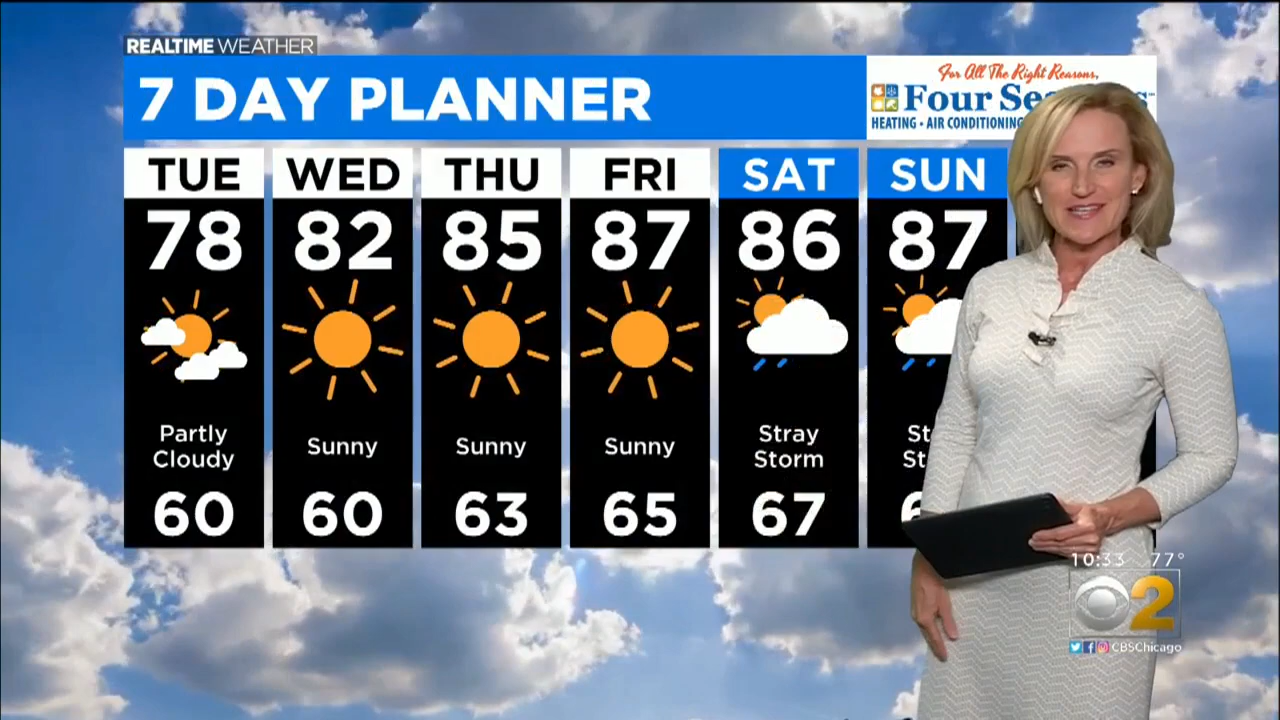 REALTIME WEATHER
7 DAY PLANNER
For All The Right Reasons.
Four
HEATING • AIR CONDITIONING
TUE WED THU FRI SAT SUN
78 82 85 87 86 87
Partly Cloudy
Sunny
Sunny
Sunny
Stray Storm
60 60 63 65 67
10:33 77°
2
CBSChicago